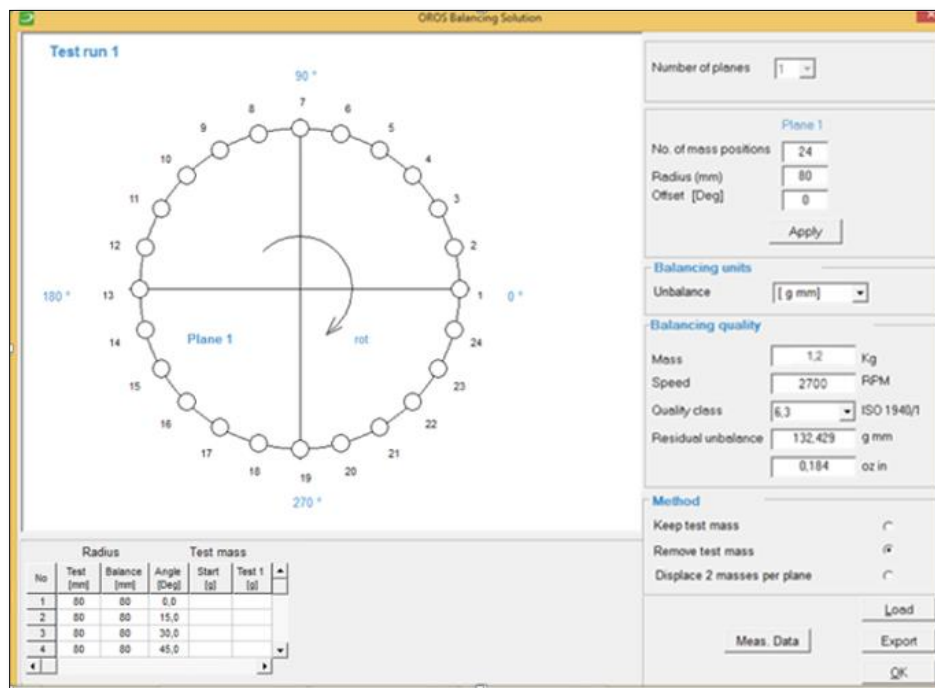 OROS Balancing Solution
Test run 1
90 °
7
8 6
9 5
10 4
11 3
12 2
180 ° 13 1 0 °
Plane 1 rot
14 24
15 23
16 22
17 21
18 20
19
270 °
Number of planes 1
Plane 1
No. of mass positions 24
Radius (mm) 80
Offset [Deg] 0
Apply
Balancing units
Unbalance [ g mm]
Balancing quality
Mass 1,2 Kg
Speed 2700 RPM
Quality class 6,3 ISO 1940/1
Residual unbalance 132,429 g mm
0,184 oz in
Method
Keep test mass
Remove test mass
Displace 2 masses per plane
Load
Meas. Data Export
OK
Radius Test mass
No Test [mm] Balance [mm] Angle [Deg] Start [g] Test 1 [g]
1 80 80 0,0
2 80 80 15,0
3 80 80 30,0
4 80 80 45,0